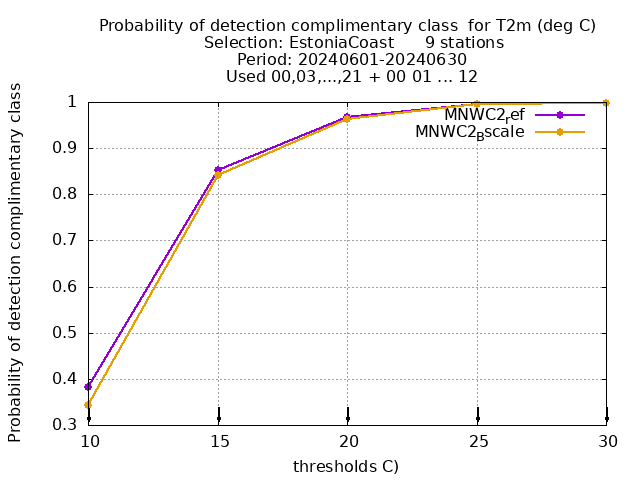 Probability of detection complimentary class  for T2m (deg C)
Selection: EstoniaCoast      9 stations
Period: 20240601-20240630
Used 00,03,...,21 + 00 01 ... 12
Probability of detection complimentary class
1
0.9
0.8
0.7
0.6
0.5
0.4
0.3
MNWC2ref
MNWC2Bscale
10
15
20
25
30
thresholds C)